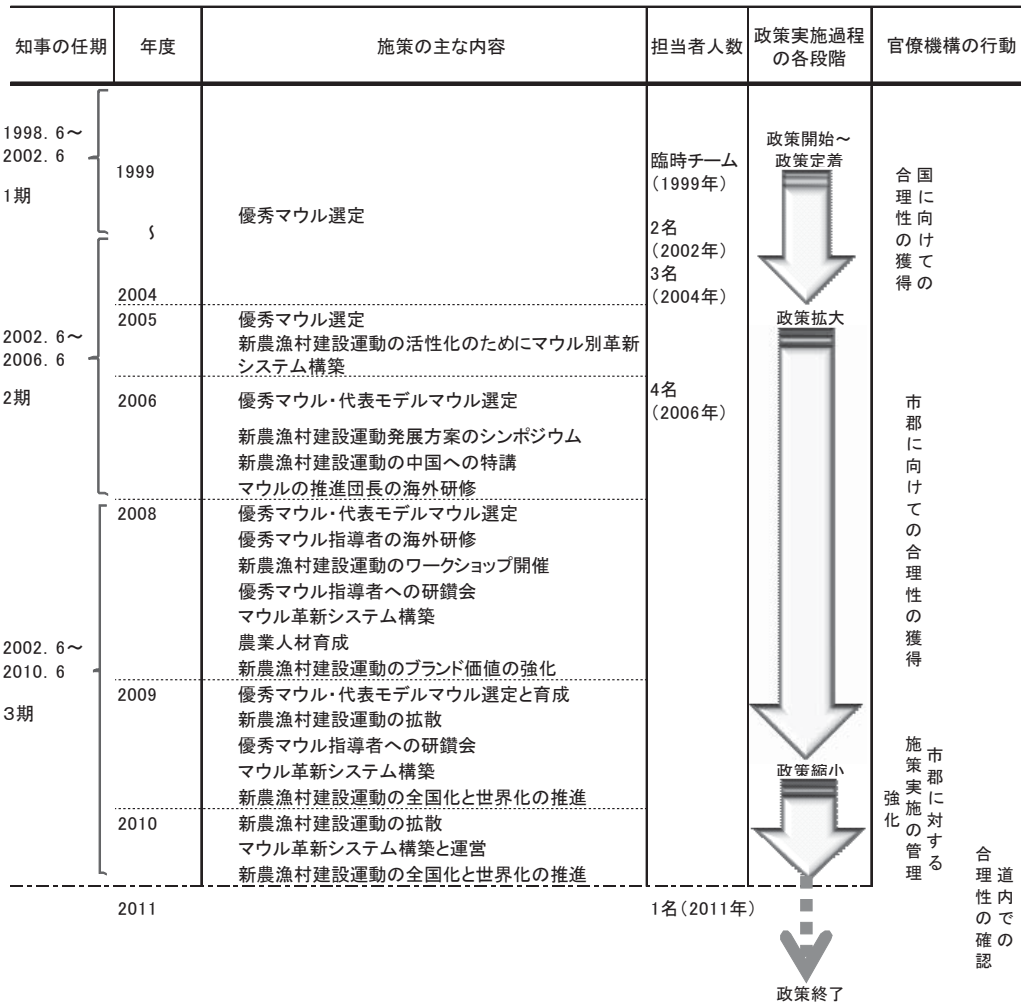 知事の任期 年度 施策の主な内容 担当者人数 政策実施過程の各段階 官僚機構の行動
1998. 6～
2002. 6
1期
1999
～
2004
優秀マウル選定
臨時チーム
(1999年)
2名
(2002年)
3名
(2004年)
政策開始～
政策定着
国に向けての
合理性の獲得
2002. 6～
2006. 6
2期
2005
優秀マウル選定
新農漁村建設運動の活性化のためにマウル別革新
システム構築
政策拡大
2006
優秀マウル・代表モデルマウル選定
新農漁村建設運動発展方案のシンポジウム
新農漁村建設運動の中国への特講
マウルの推進団長の海外研修
4名
(2006年)
市郡に向けての合理性の獲得
2002. 6～
2010. 6
3期
2008
優秀マウル・代表モデルマウル選定
優秀マウル指導者の海外研修
新農漁村建設運動のワークショップ開催
優秀マウル指導者への研鑽会
マウル革新システム構築
農業人材育成
新農漁村建設運動のブランド価値の強化
2009
優秀マウル・代表モデルマウル選定と育成
新農漁村建設運動の拡散
優秀マウル指導者への研鑽会
マウル革新システム構築
新農漁村建設運動の全国化と世界化の推進
政策縮小
市郡に対する
施策実施の管理
強化
2010
新農漁村建設運動の拡散
マウル革新システム構築と運営
新農漁村建設運動の全国化と世界化の推進
道内での
合理性の確認
2011
1名(2011年)
政策終了